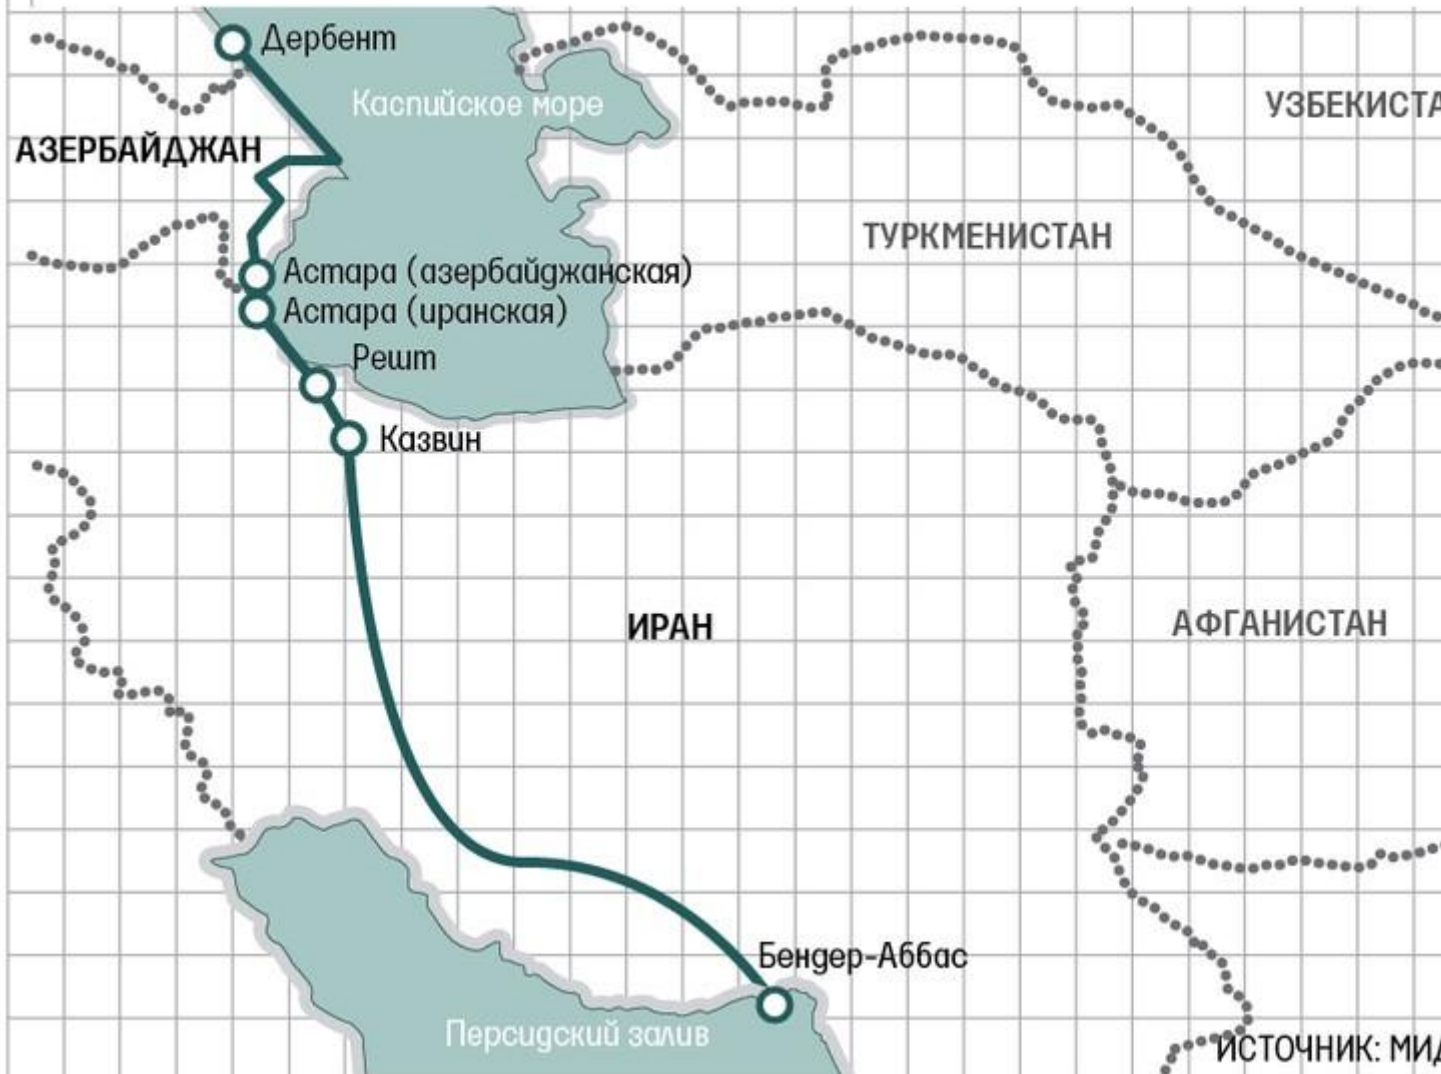 Дербент
Каспийское море
УЗБЕКИСТА
АЗЕРБАЙДЖАН
ТУРКМЕНИСТАН
Астара (азербайджанская)
Астара (иранская)
Решт
Казвин
ИРАН
АФГАНИСТАН
Бендер-Аббас
Персидский залив
ИСТОЧНИК: МИД